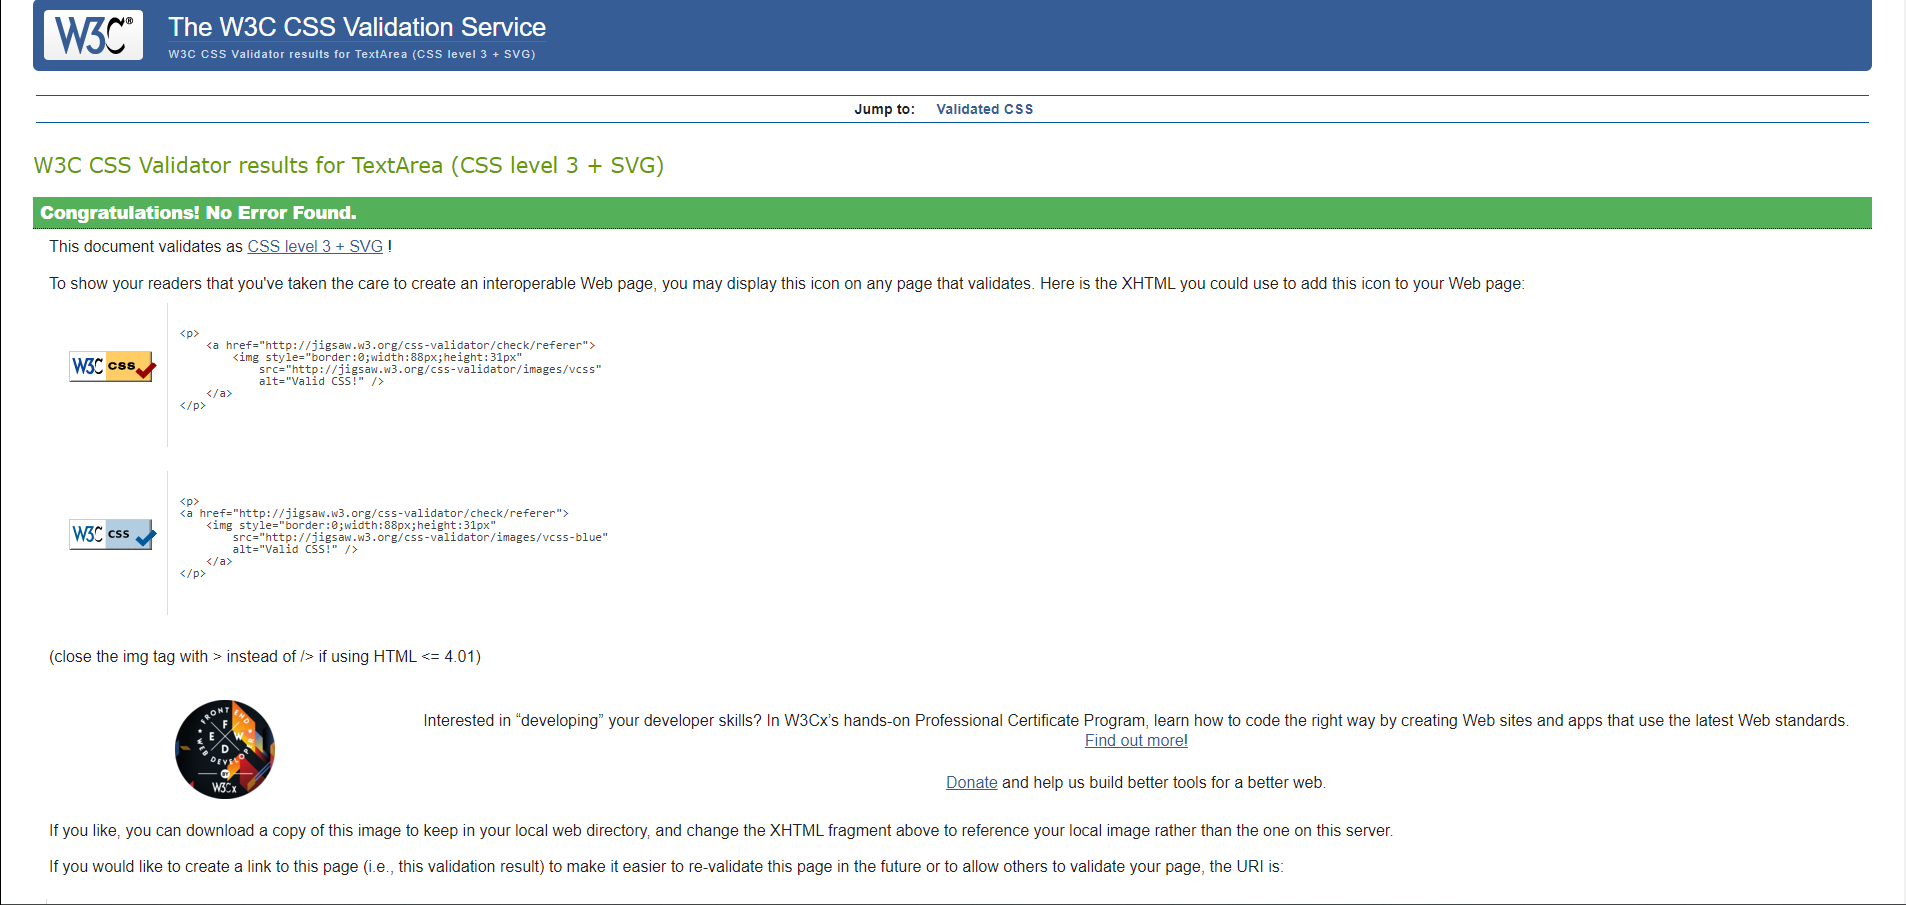 W3C®
The W3C CSS Validation Service
W3C CSS Validator results for TextArea (CSS level 3 + SVG)
Jump to: Validated CSS
W3C CSS Validator results for TextArea (CSS level 3 + SVG)
Congratulations! No Error Found.
This document validates as CSS level 3 + SVG !
To show your readers that you've taken the care to create an interoperable Web page, you may display this icon on any page that validates. Here is the XHTML you could use to add this icon to your Web page:
W3C css
<p>
<a href="http://jigsaw.w3.org/css-validator/check/referer">
<img style="border:0;width:88px;height:31px"
src="http://jigsaw.w3.org/css-validator/images/vcss"
alt="Valid CSS!" />
</a>
</p>
W3C css
<p>
<a href="http://jigsaw.w3.org/css-validator/check/referer">
<img style="border:0;width:88px;height:31px"
src="http://jigsaw.w3.org/css-validator/images/vcss-blue"
alt="Valid CSS!" />
</a>
</p>
(close the img tag with > instead of /> if using HTML <= 4.01)
FRONT END
F
E W
D
WEB DEVELOP
W3Cx
Interested in “developing” your developer skills? In W3Cx’s hands-on Professional Certificate Program, learn how to code the right way by creating Web sites and apps that use the latest Web standards.
Find out more!
Donate and help us build better tools for a better web.
If you like, you can download a copy of this image to keep in your local web directory, and change the XHTML fragment above to reference your local image rather than the one on this server.
If you would like to create a link to this page (i.e., this validation result) to make it easier to re-validate this page in the future or to allow others to validate your page, the URI is: